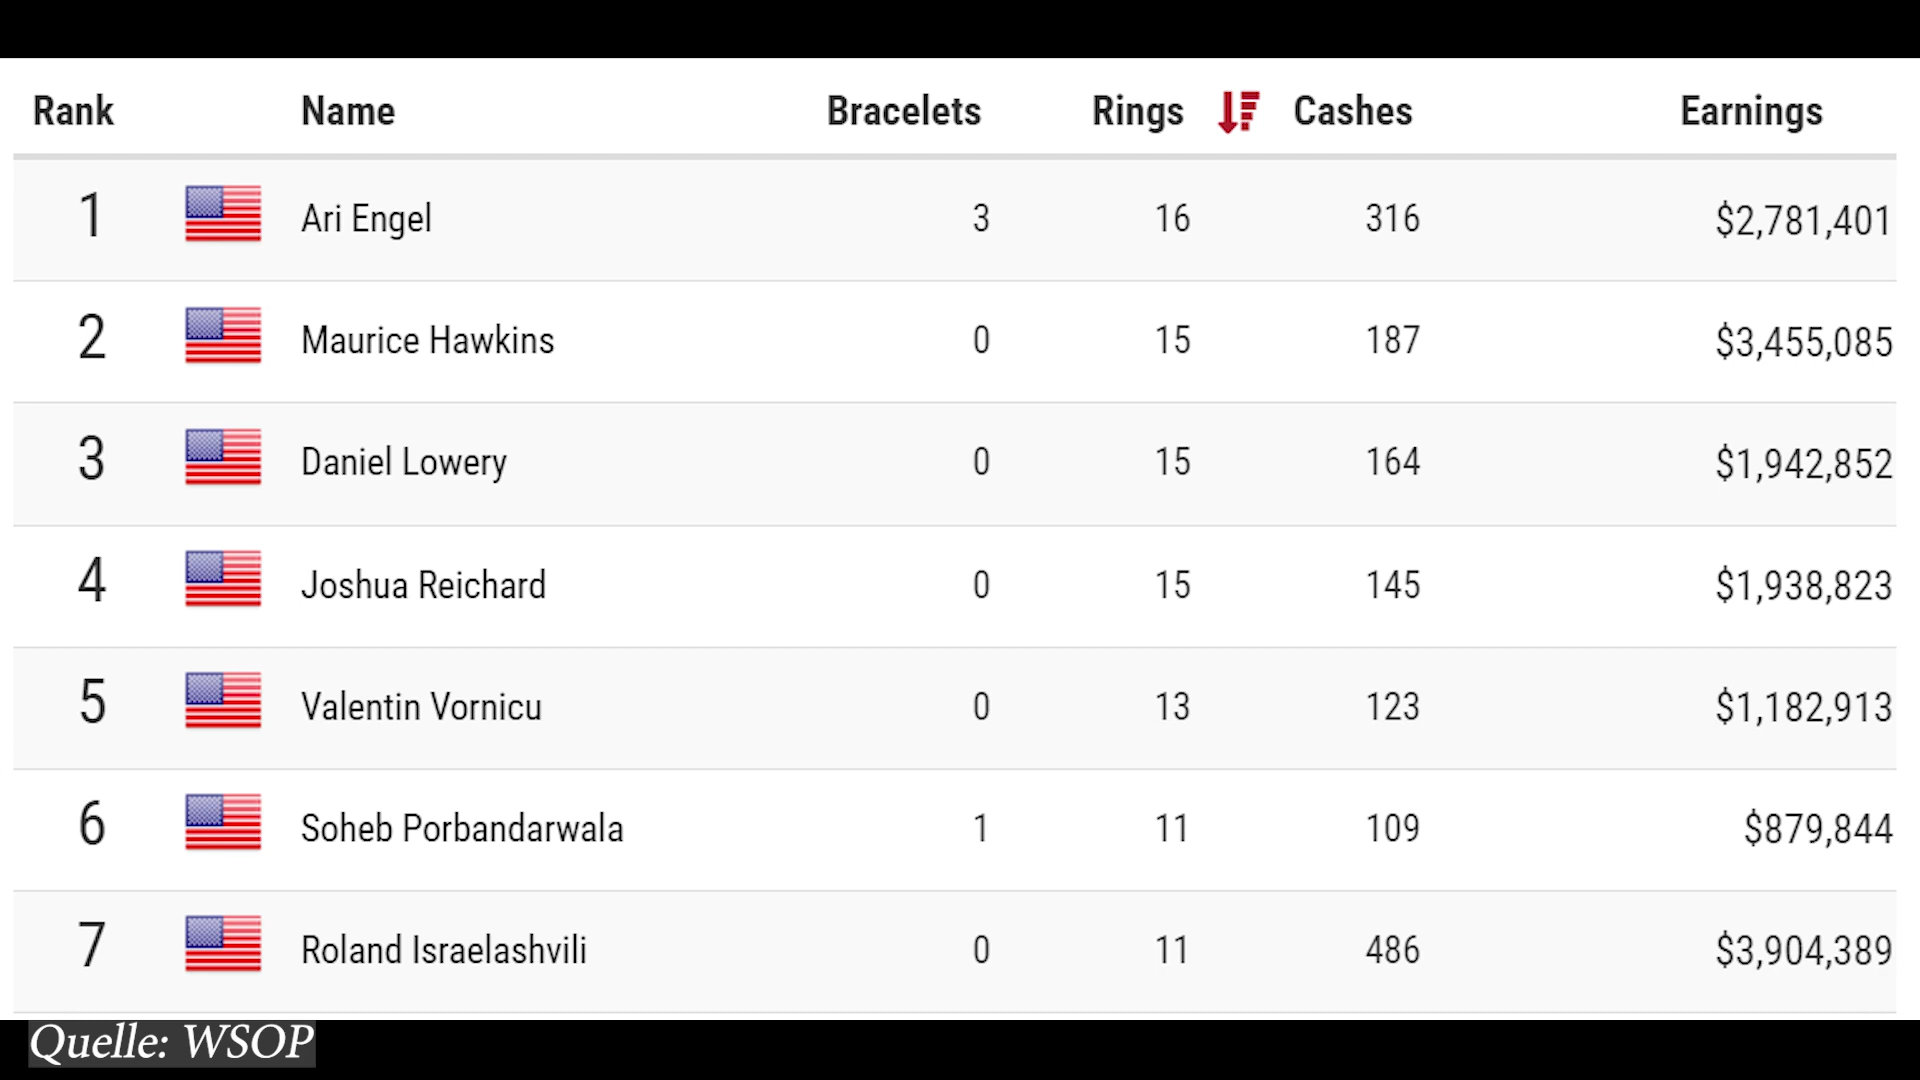 Rank Name Bracelets Rings Cashes Earnings
1 Ari Engel 3 16 316 $2,781,401
2 Maurice Hawkins 0 15 187 $3,455,085
3 Daniel Lowery 0 15 164 $1,942,852
4 Joshua Reichard 0 15 145 $1,938,823
5 Valentin Vornicu 0 13 123 $1,182,913
6 Soheb Porbandarwala 1 11 109 $879,844
7 Roland Israelashvili 0 11 486 $3,904,389
Quelle: WSOP